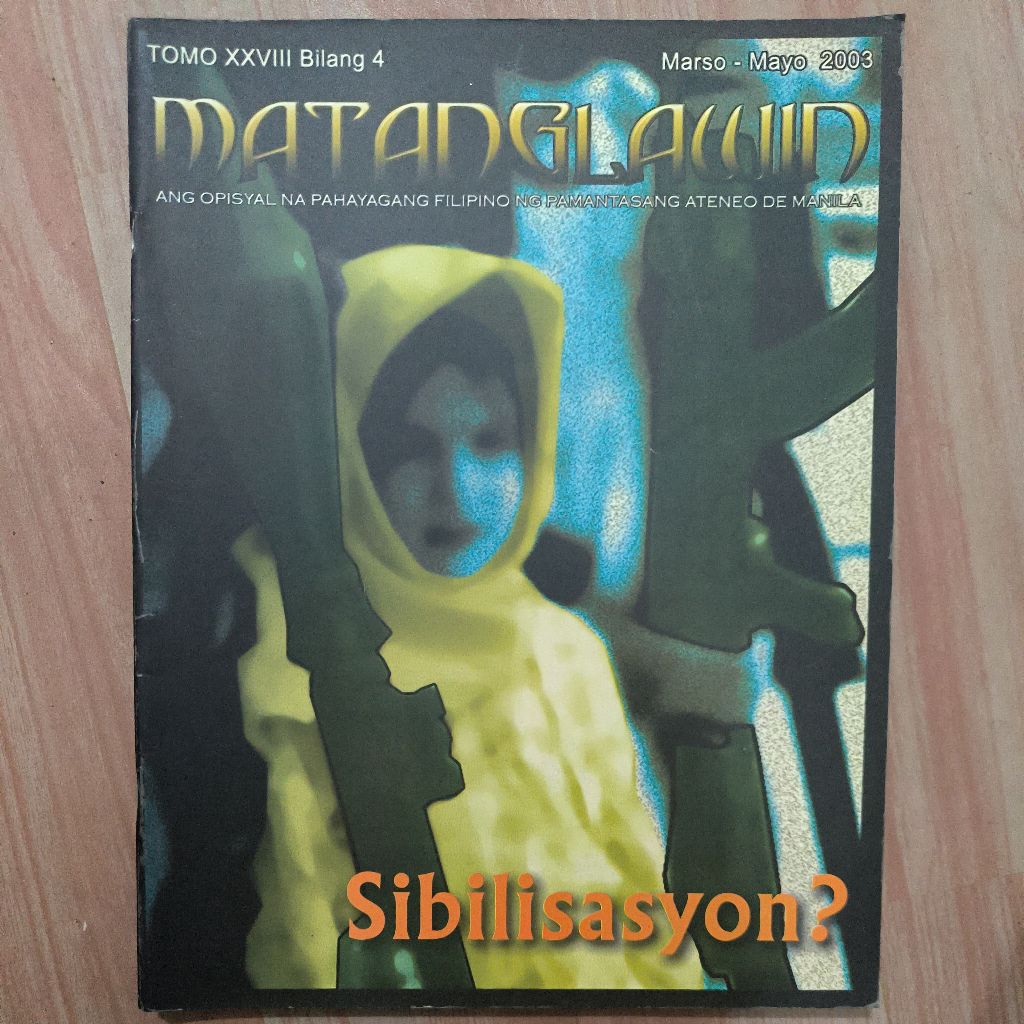 TOMO XXVIII Bilang 4
Marso - Mayo 2003
MATANGLAWIN
ANG OPISYAL NA PAHAYAGANG FILIPINO NG PAMANTASANG ATENEO DE MANILA
Sibilisasyon?